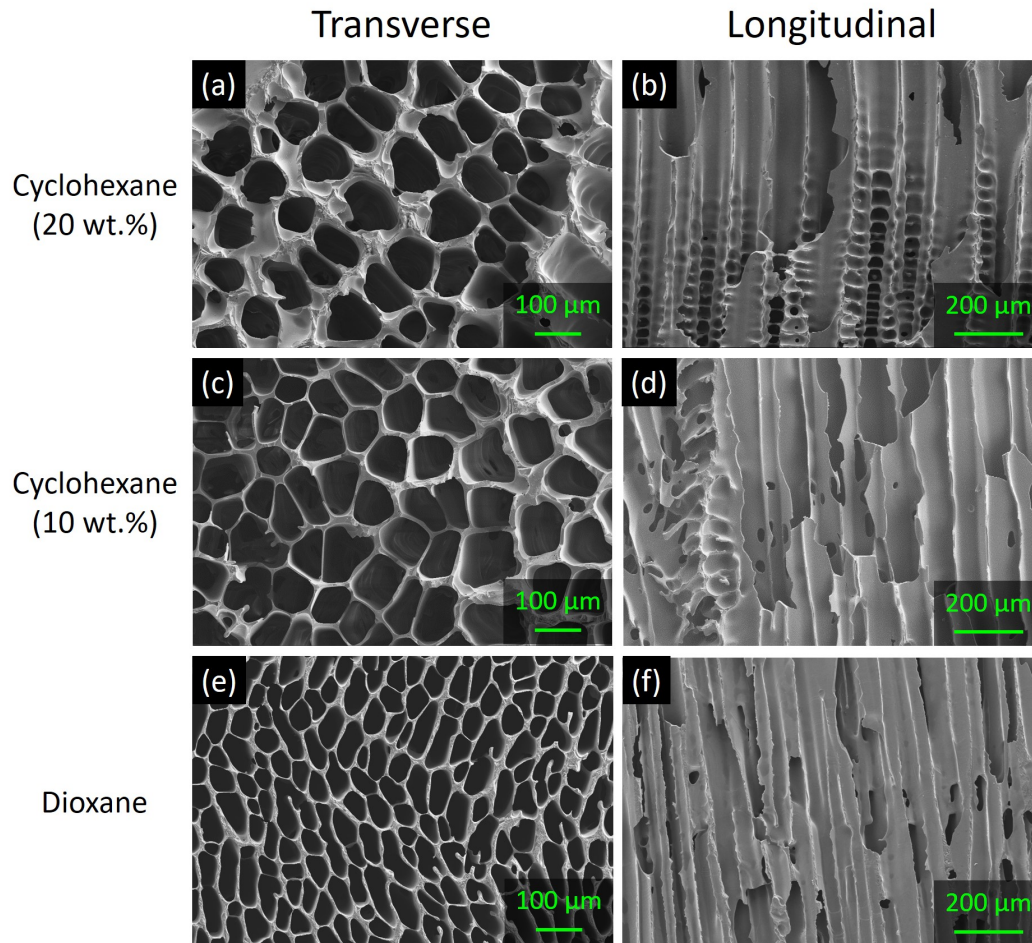 Transverse
Longitudinal
Cyclohexane
(20 wt.%)
(a)
100 μm
(b)
200 μm
Cyclohexane
(10 wt.%)
(c)
100 μm
(d)
200 μm
Dioxane
(e)
100 μm
(f)
200 μm